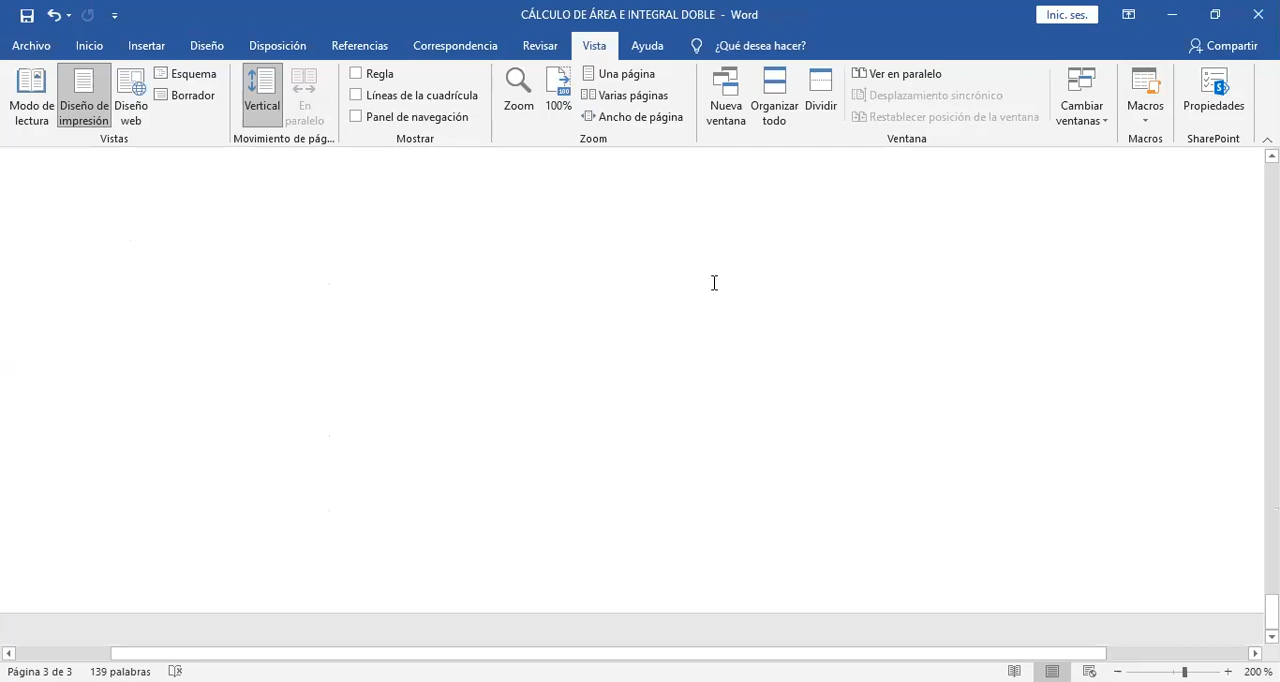 CÁLCULO DE ÁREA E INTEGRAL DOBLE - Word
Inic. ses.
Archivo Inicio Insertar Diseño Disposición Referencias Correspondencia Revisar Vista Ayuda ¿Qué desea hacer? Compartir
Modo de lectura
Diseño de impresión
Diseño web
Esquema
Borrador
Vistas
Vertical
En paralelo
Movimiento de pág...
Regla
Líneas de la cuadrícula
Panel de navegación
Mostrar
Zoom
100
100%
Una página
Varias páginas
Ancho de página
Zoom
Nueva ventana
Organizar todo
Dividir
Ver en paralelo
Desplazamiento sincrónico
Restablecer posición de la ventana
Cambiar ventanas
Ventana
Macros
Macros
Propiedades
SharePoint
Página 3 de 3 139 palabras 200 %